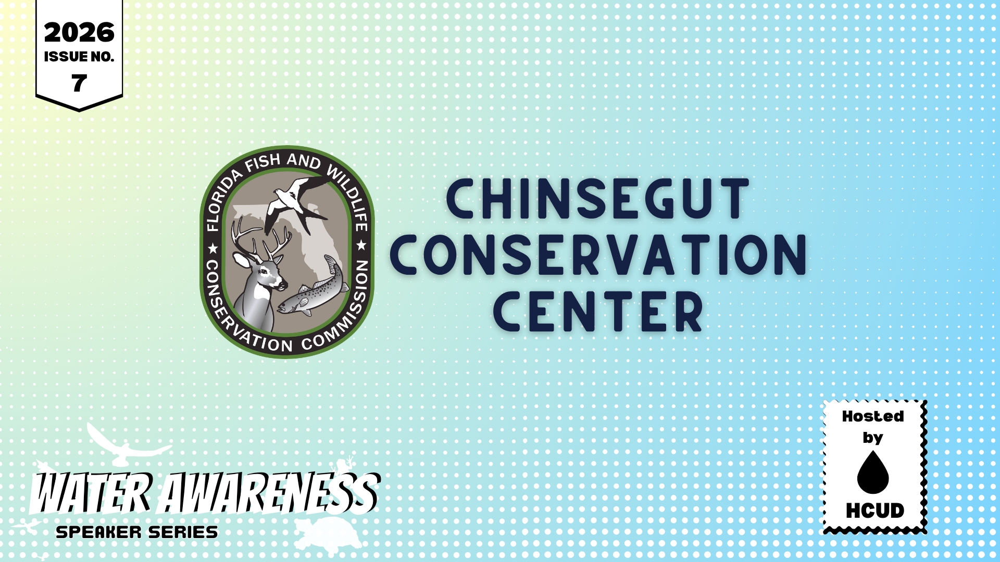 2026
ISSUE NO.
7
FLORIDA FISH AND WILDLIFE
CONSERVATION COMMISSION
CHINSEGUT
CONSERVATION
CENTER
WATER AWARENESS
SPEAKER SERIES
Hosted
by
HCUD